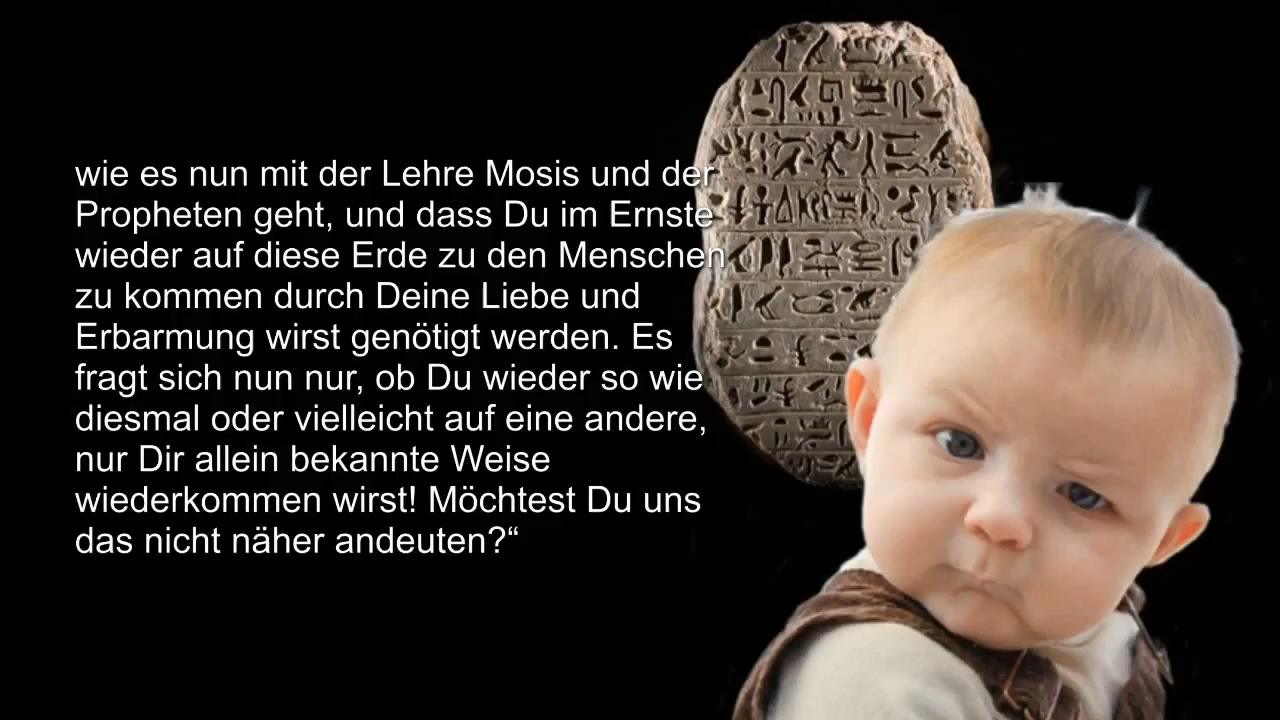 wie es nun mit der Lehre Mosis und der
Propheten geht, und dass Du im Ernste
wieder auf diese Erde zu den Menschen
zu kommen durch Deine Liebe und
Erbarmung wirst genötigt werden. Es
fragt sich nun nur, ob Du wieder so wie
diesmal oder vielleicht auf eine andere,
nur Dir allein bekannte Weise
wiederkommen wirst! Möchtest Du uns
das nicht näher andeuten?“